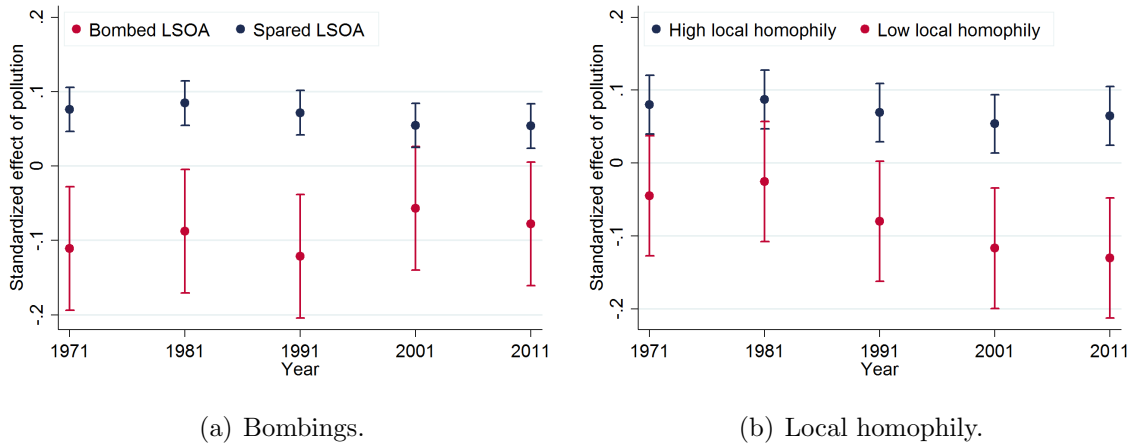 Standardized effect of pollution
.2
.1
0
-.1
-.2
Bombed LSOA
Spared LSOA
1971
1981
1991
2001
2011
Year
(a) Bombings.
Standardized effect of pollution
.2
.1
0
-.1
-.2
High local homophily
Low local homophily
1971
1981
1991
2001
2011
Year
(b) Local homophily.